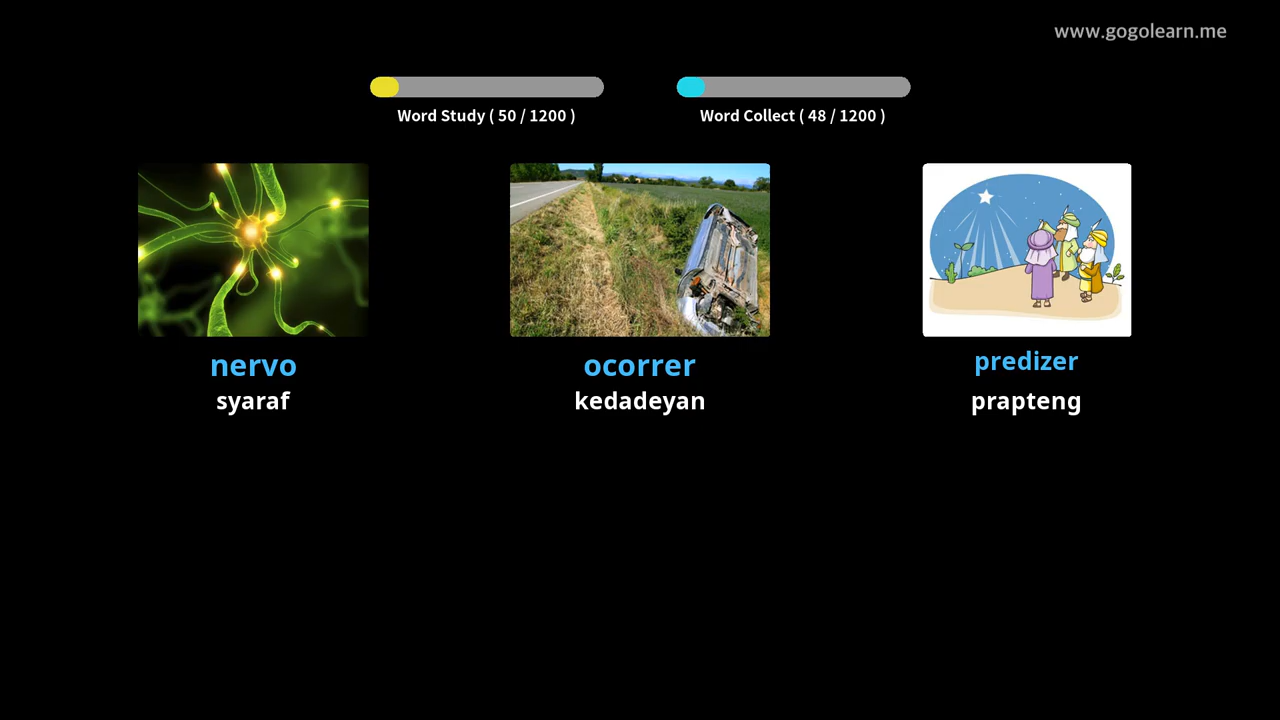 www.gogolearn.me
Word Study ( 50 / 1200 )
Word Collect ( 48 / 1200 )
nervo
ocorrer
predizer
syaraf
kedadeyan
prapteng